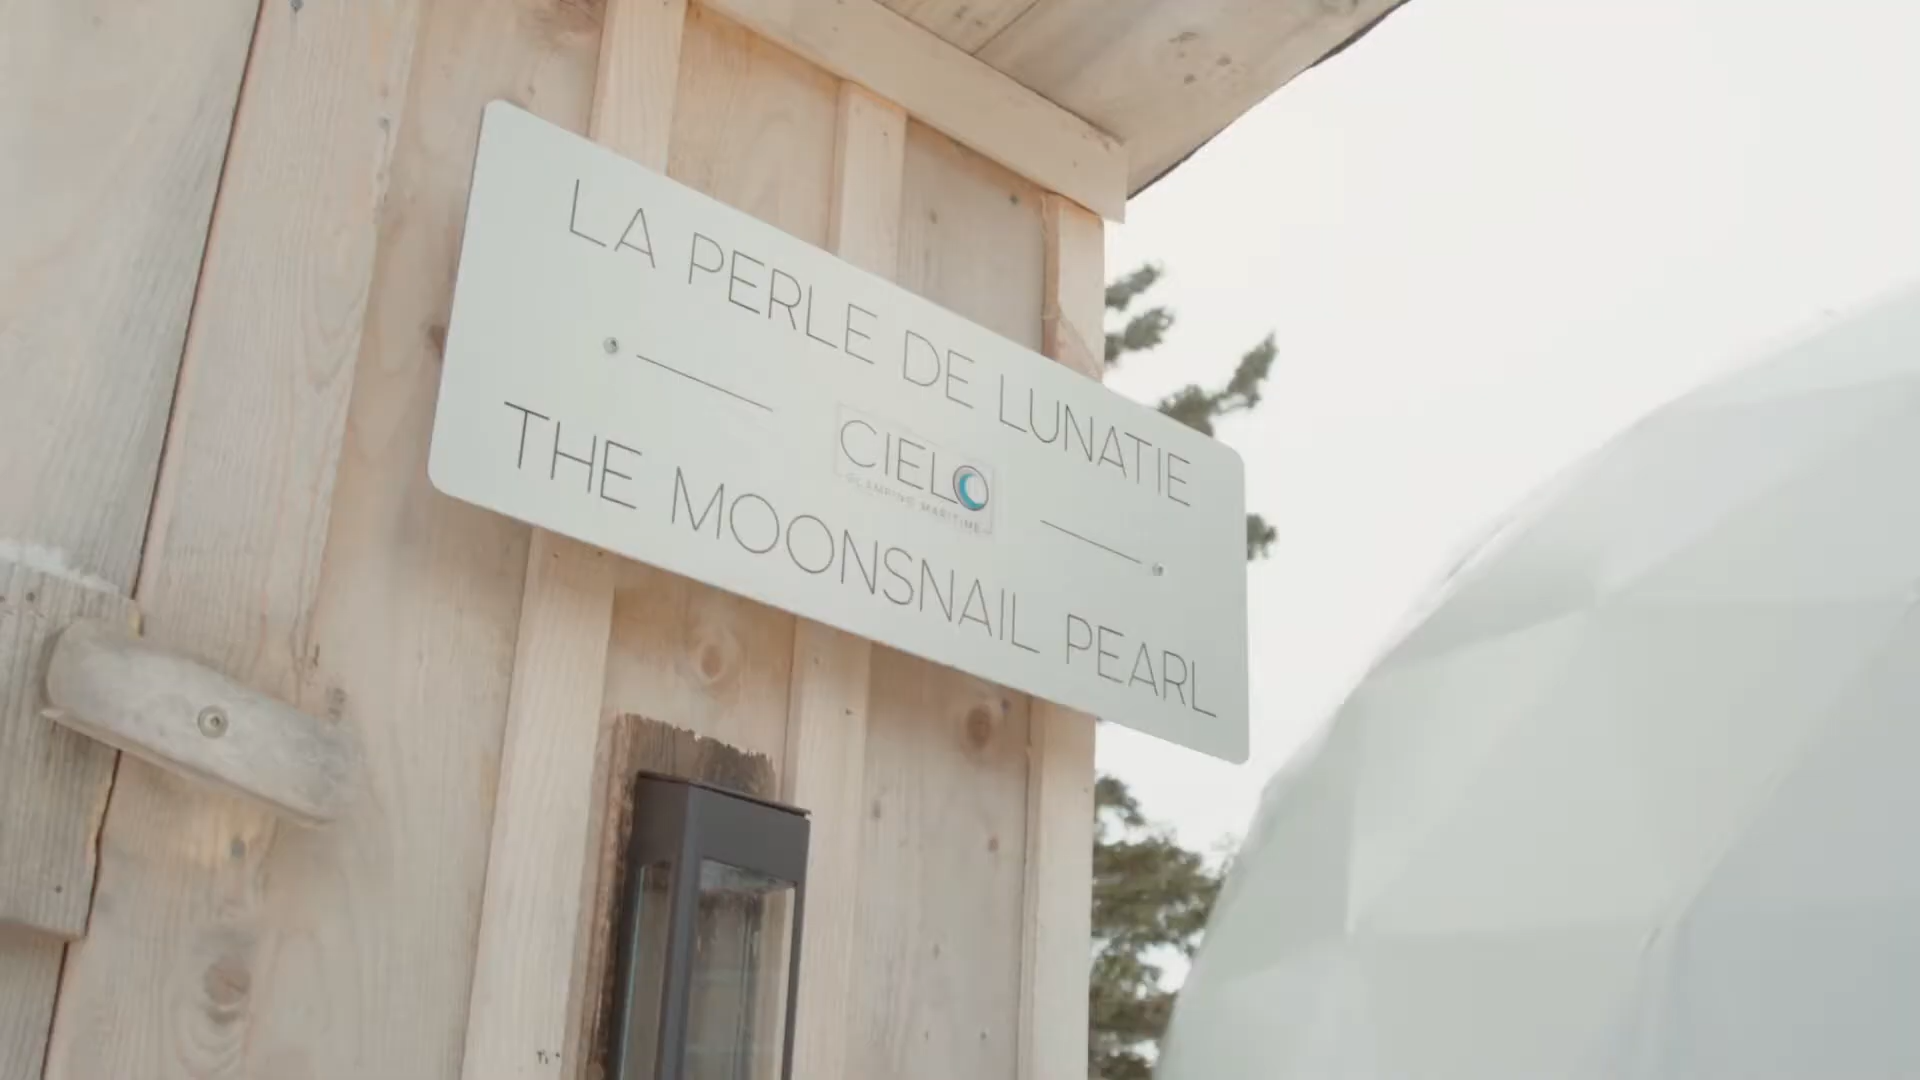 LA PERLE DE LUNATIE
CIELO
GLAMPING MARITIME
THE MOONSNAIL PEARL